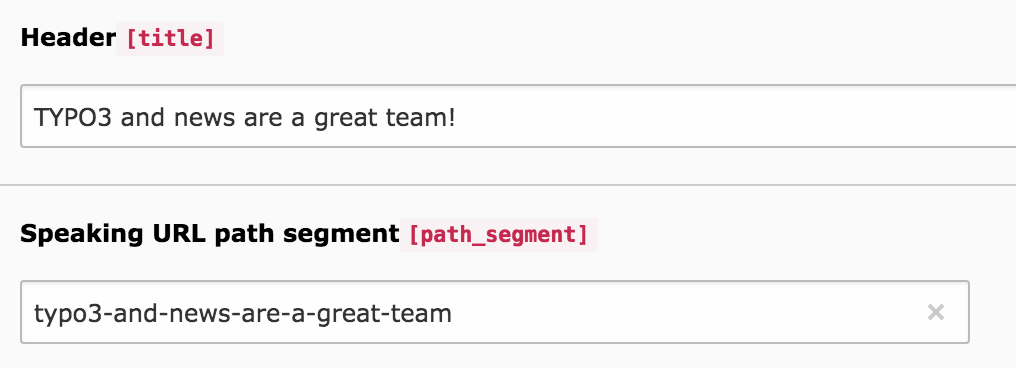 Header [title]
TYPO3 and news are a great team!
Speaking URL path segment [path_segment]
typo3-and-news-are-a-great-team